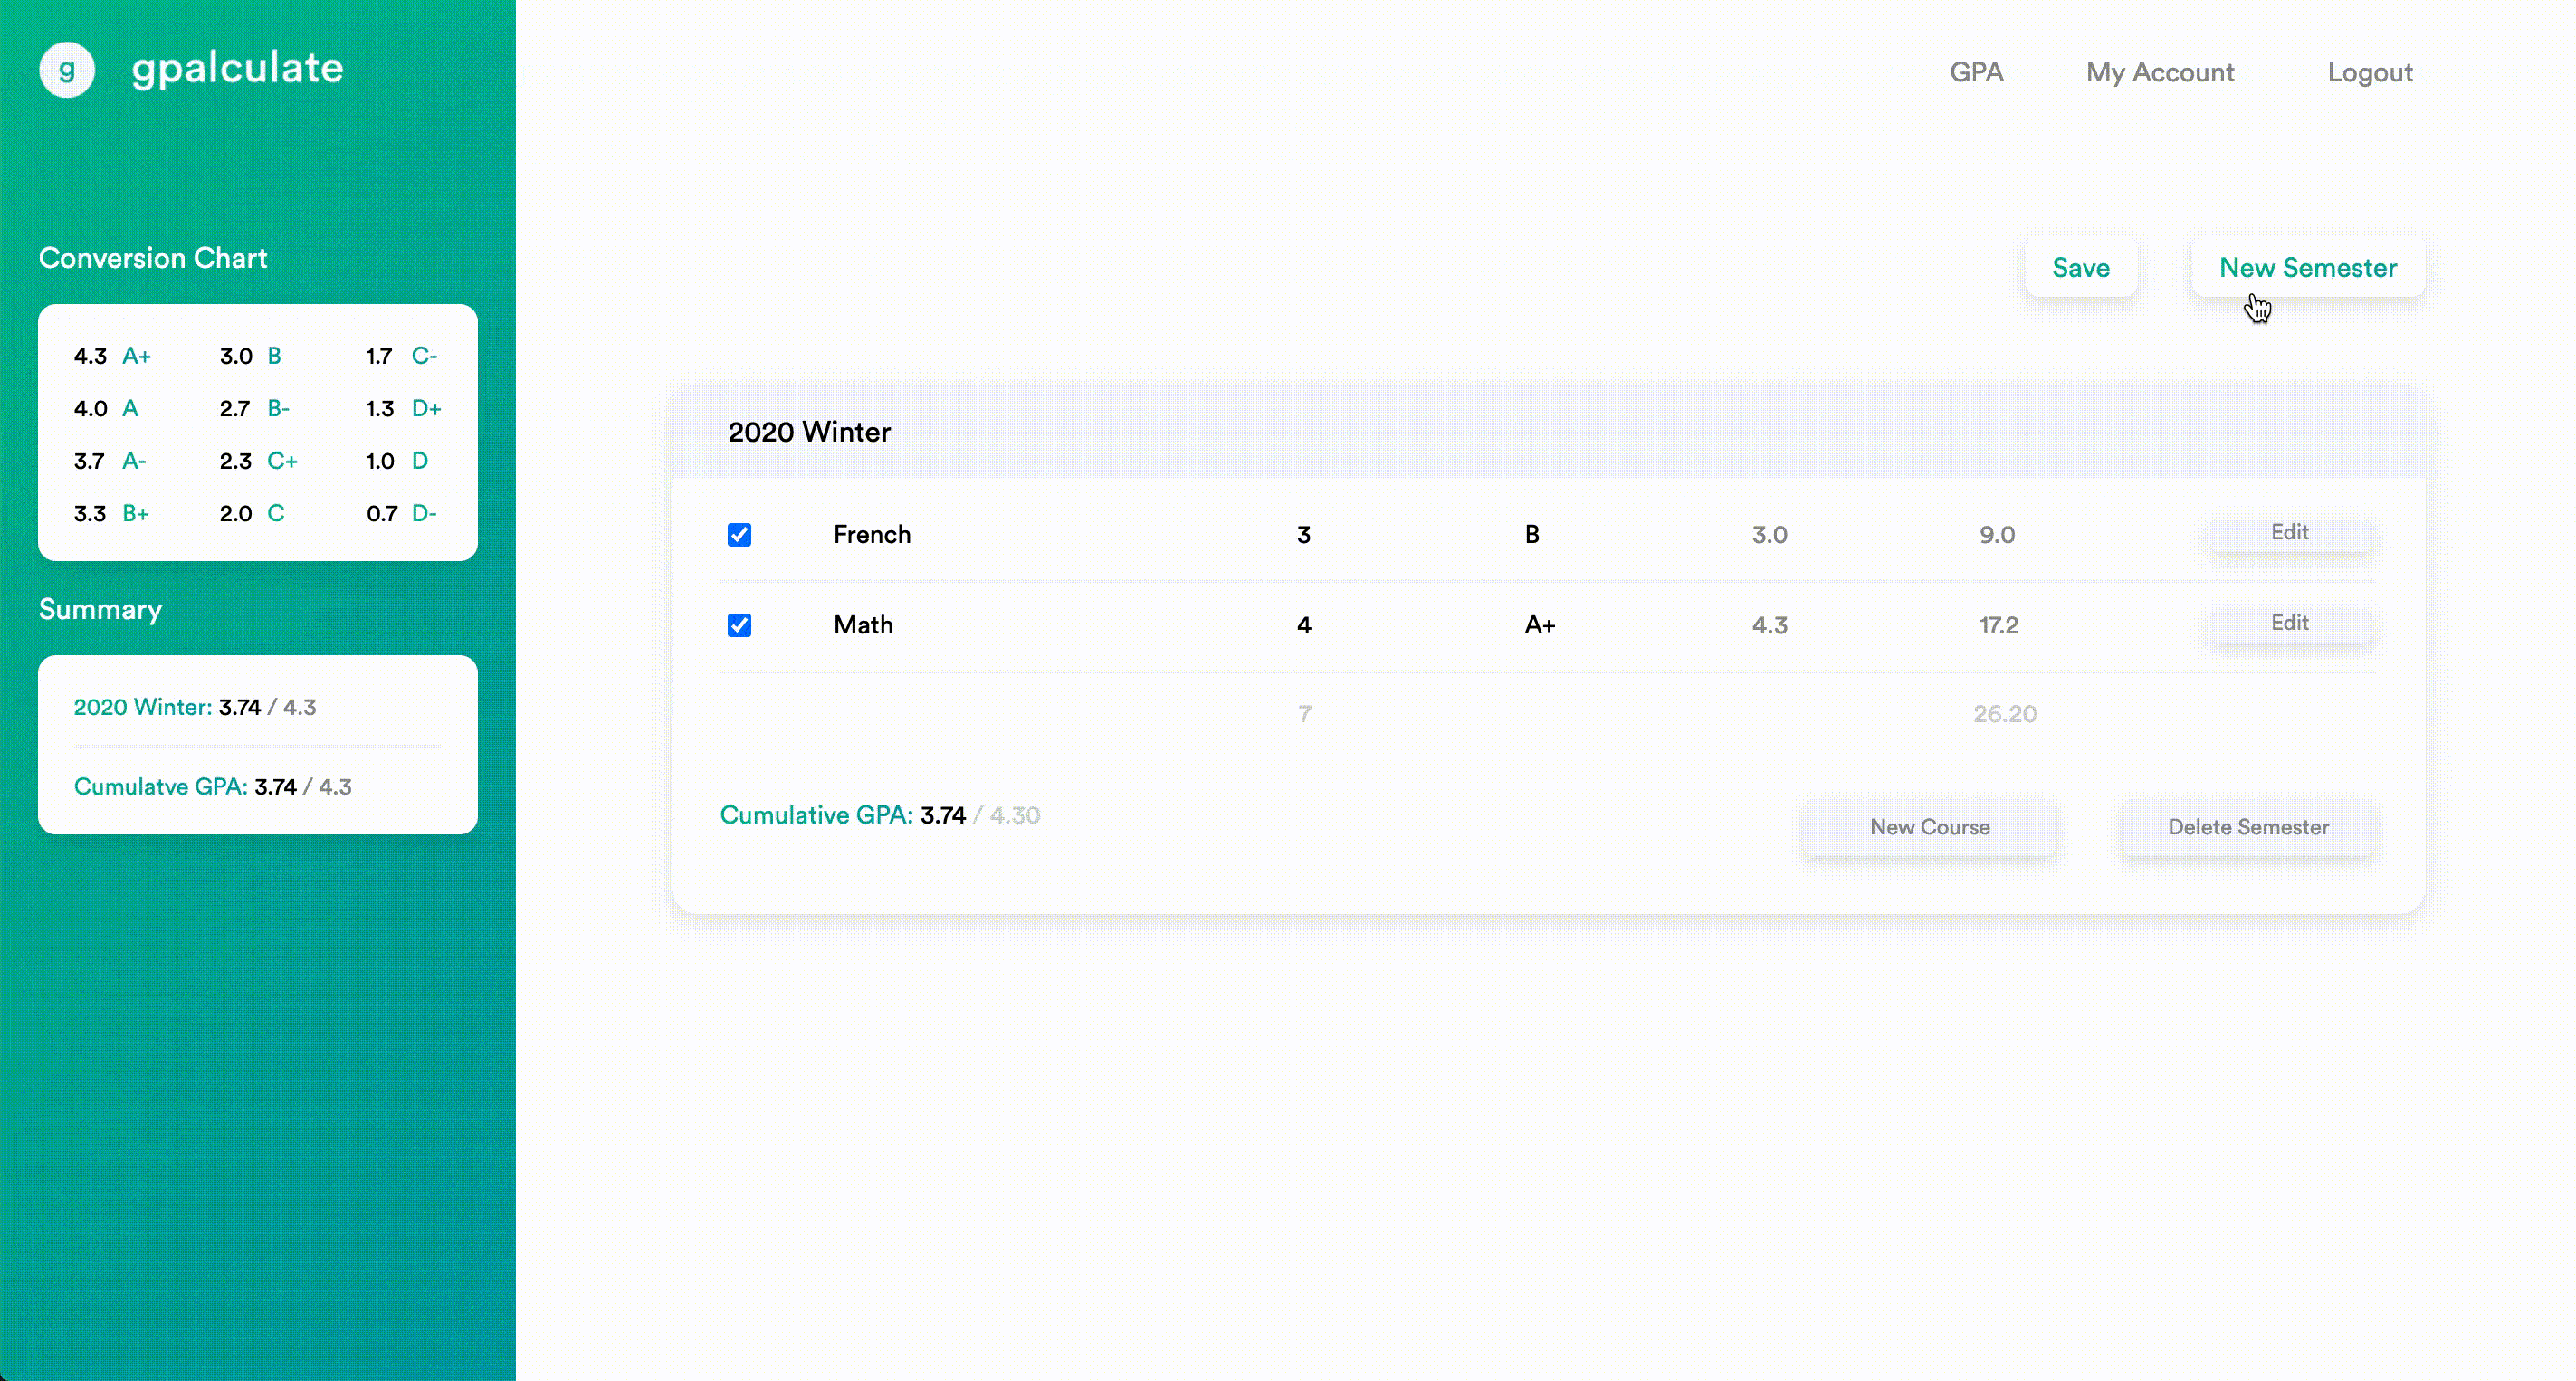 g gpalculate
GPA My Account Logout
Conversion Chart
4.3 A+ 3.0 B 1.7 C-
4.0 A 2.7 B- 1.3 D+
3.7 A- 2.3 C+ 1.0 D
3.3 B+ 2.0 C 0.7 D-
Summary
2020 Winter: 3.74 / 4.3
Cumulatve GPA: 3.74 / 4.3
Save New Semester
2020 Winter
French 3 B 3.0 9.0 Edit
Math 4 A+ 4.3 17.2 Edit
7 26.20
Cumulative GPA: 3.74 / 4.30
New Course Delete Semester